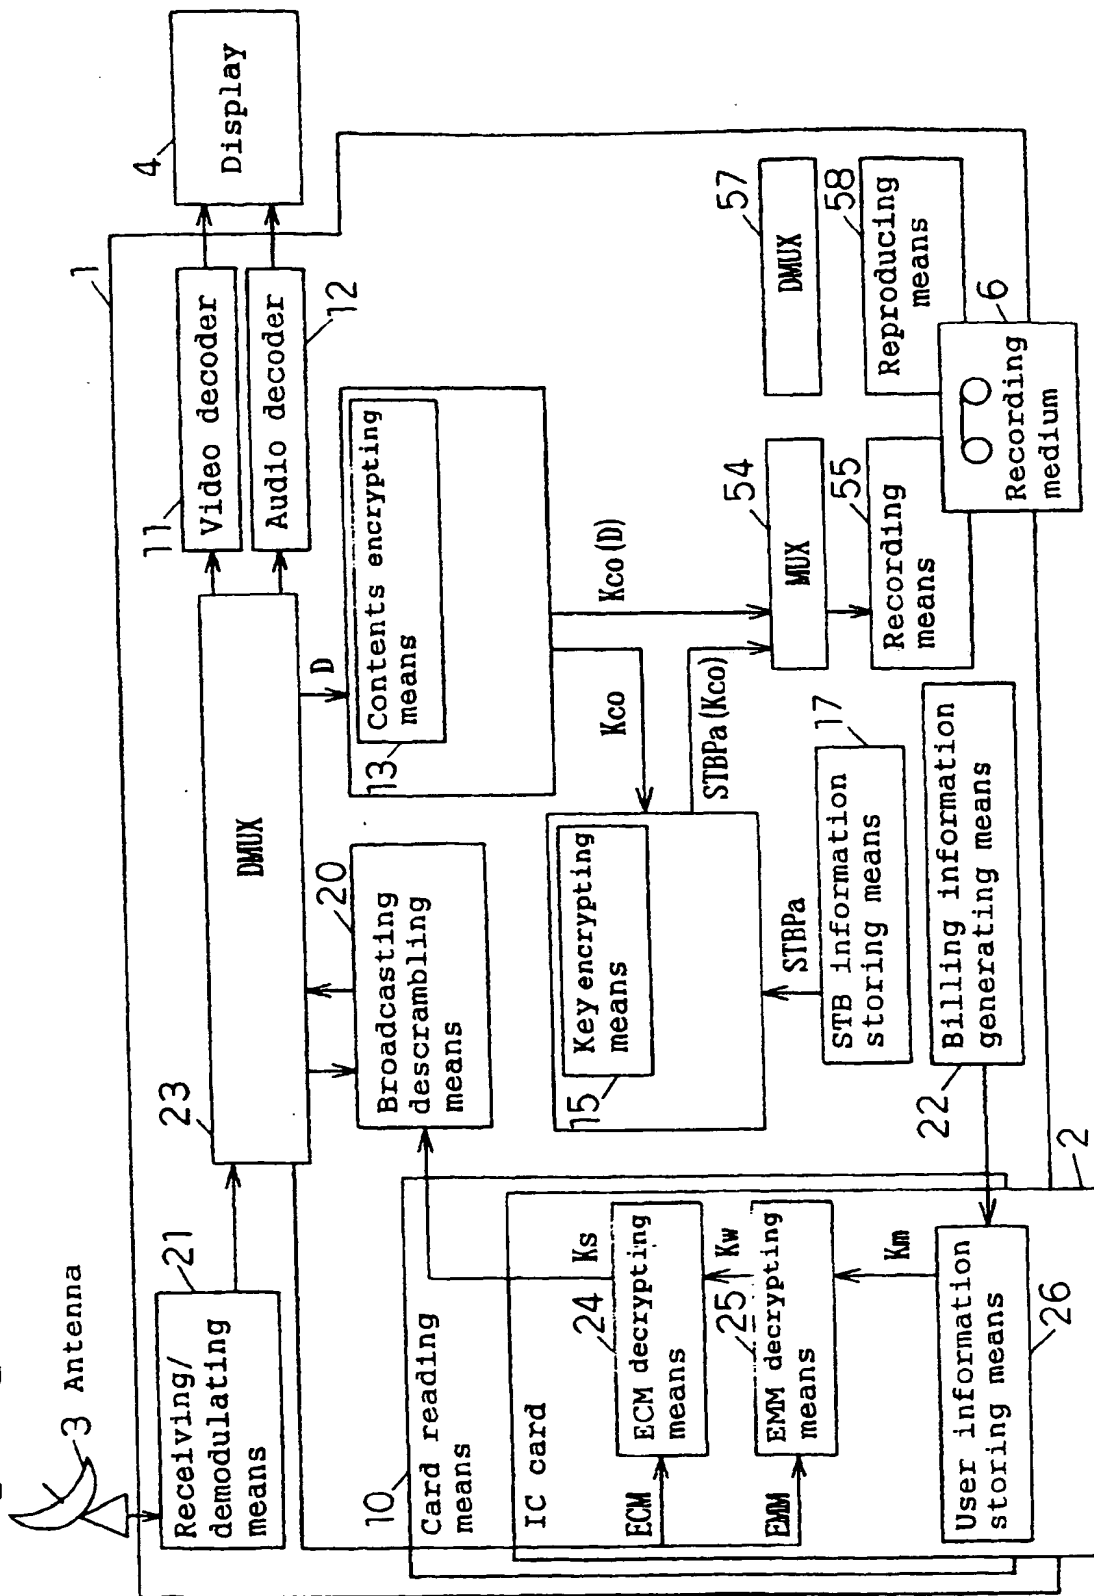 3 Antenna
21
Receiving/
demodulating
means
23
DMUX
1
11
Video decoder
Audio decoder
12
4
Display
20
Broadcasting
descrambling
means
D
Contents encrypting
means
13
10
Card reading
means
IC card
Ks
ECM
24
ECM decrypting
means
Kw
EMM
25
EMM decrypting
means
Km
User information
storing means
26
2
Key encrypting
means
15
Kco
Kco(D)
STBPa(Kco)
STBPa
17
STB information
storing means
22
Billing information
generating means
54
MUX
55
Recording
means
57
DMUX
58
Reproducing
means
6
Recording
medium